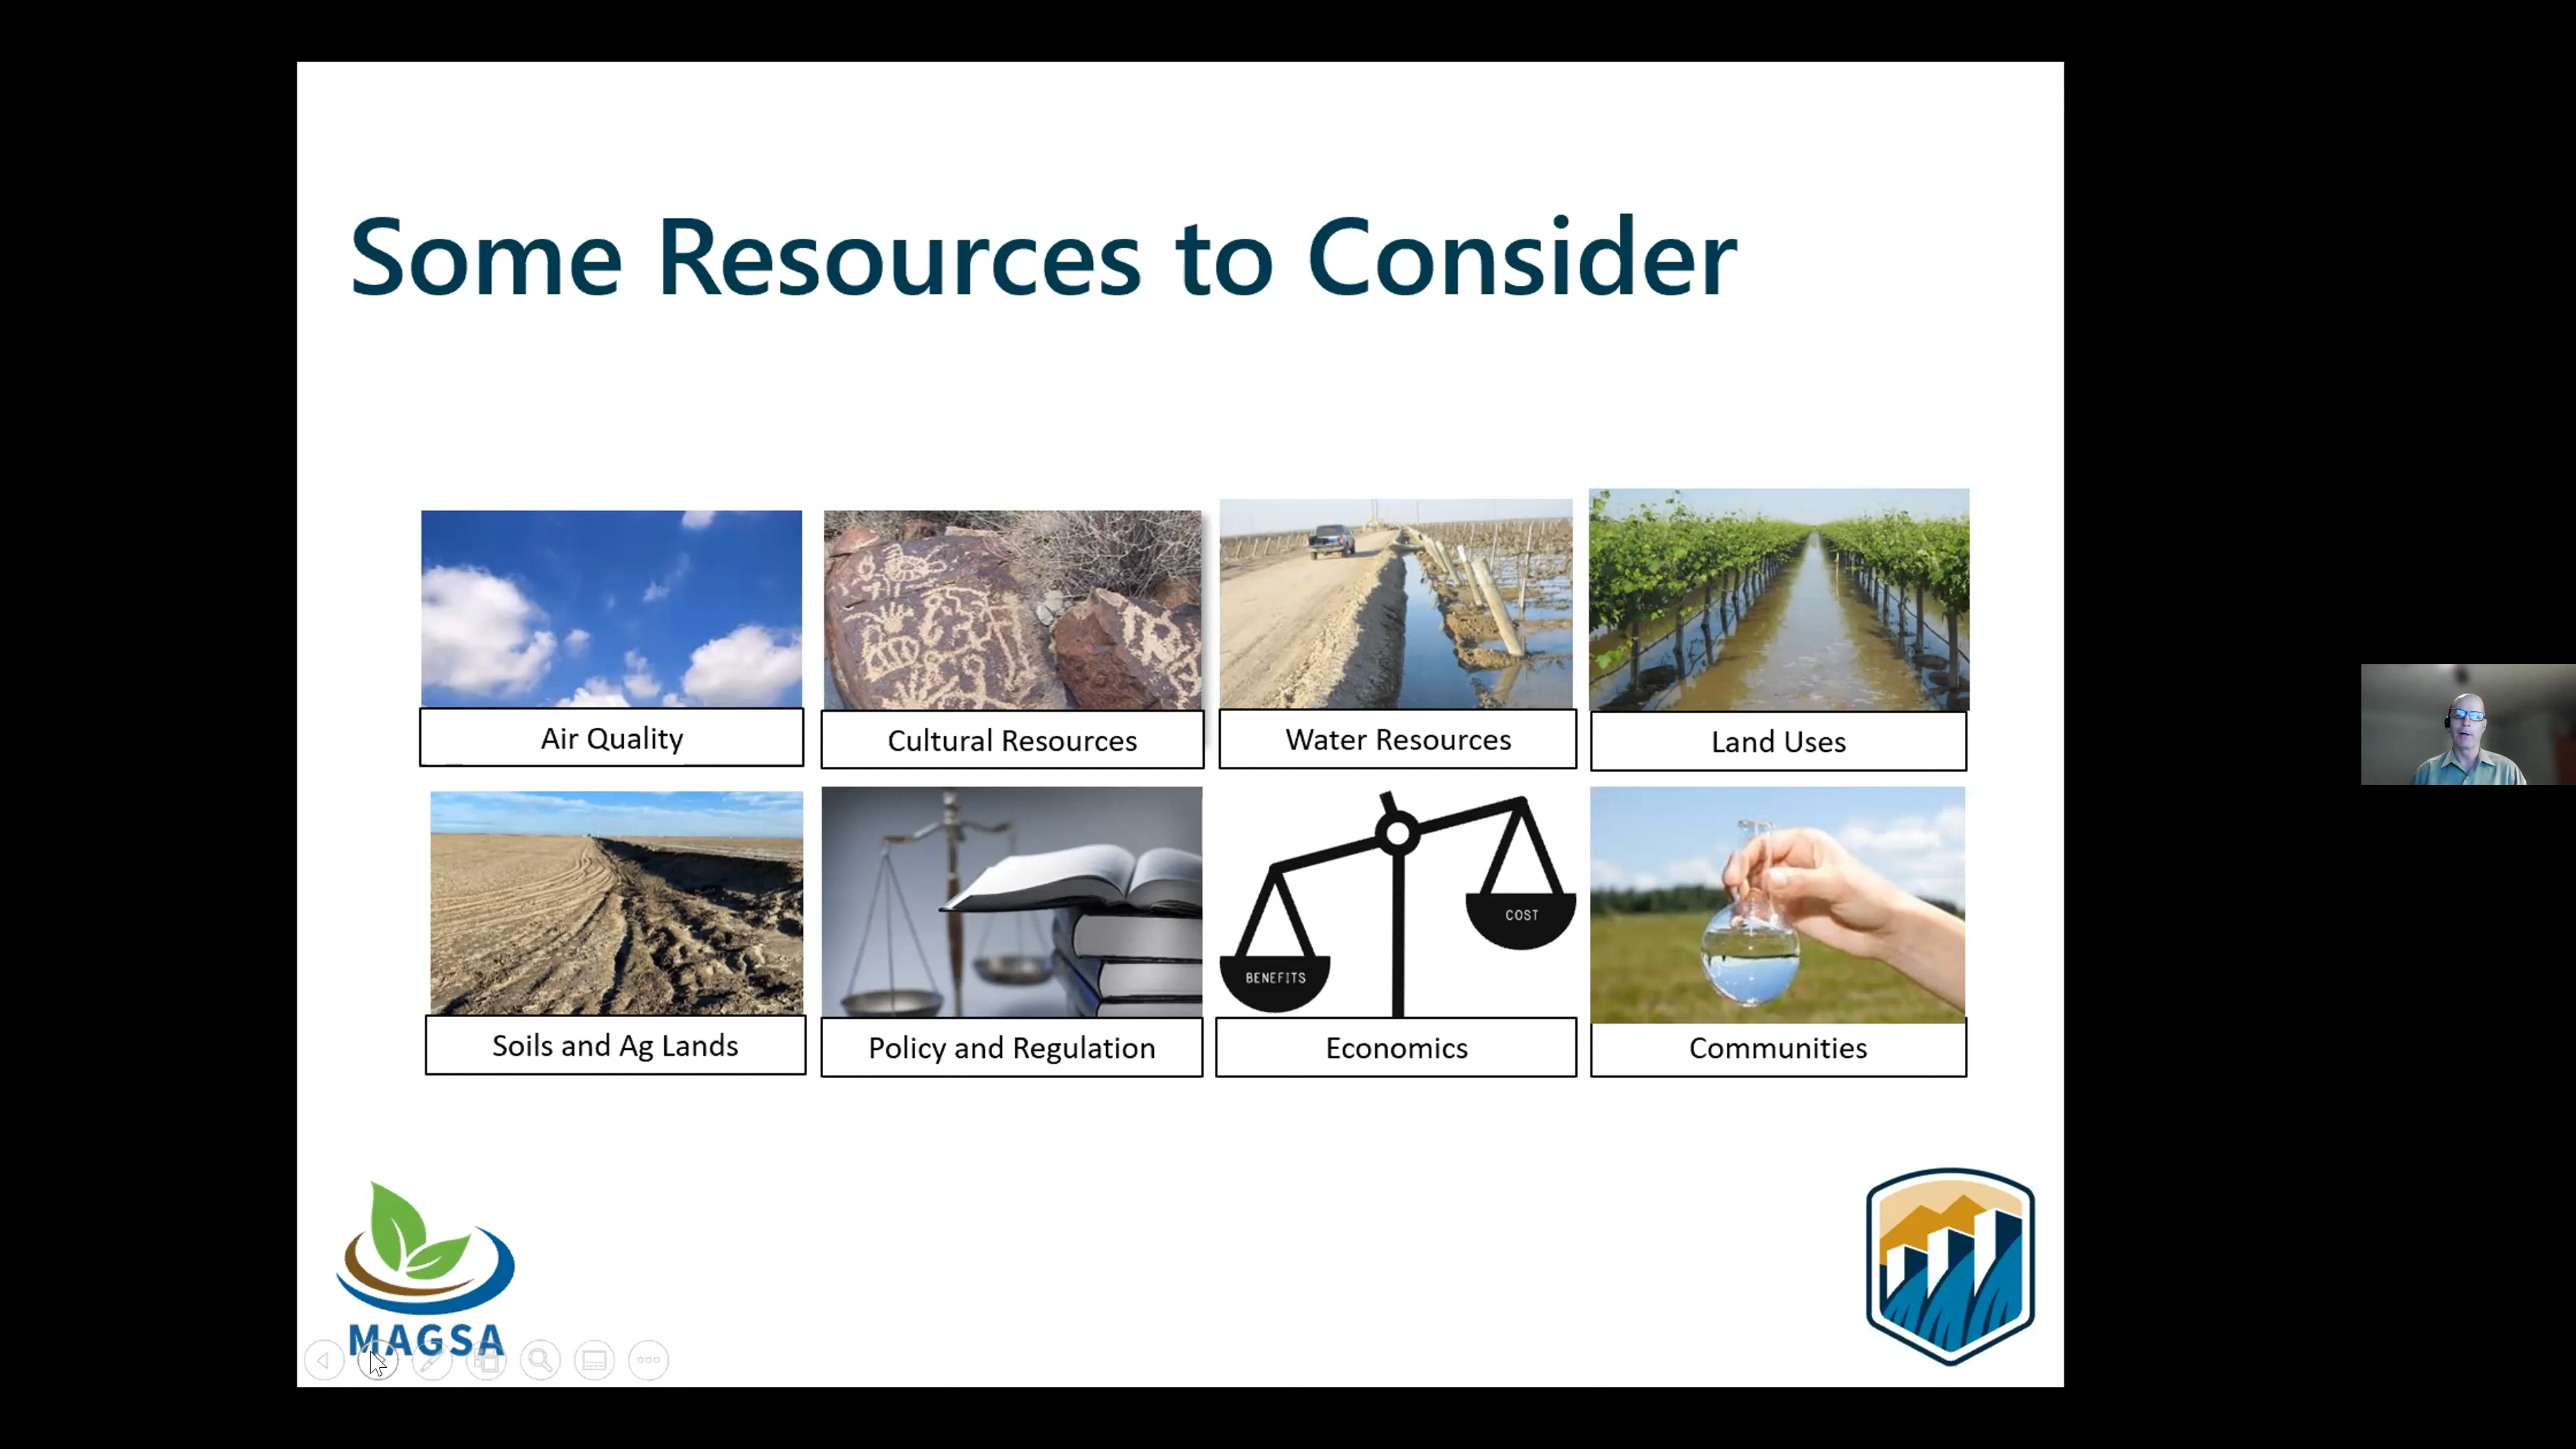 Some Resources to Consider
Air Quality
Cultural Resources
Water Resources
Land Uses
BENEFITS
COST
Soils and Ag Lands
Policy and Regulation
Economics
Communities
MAGSA